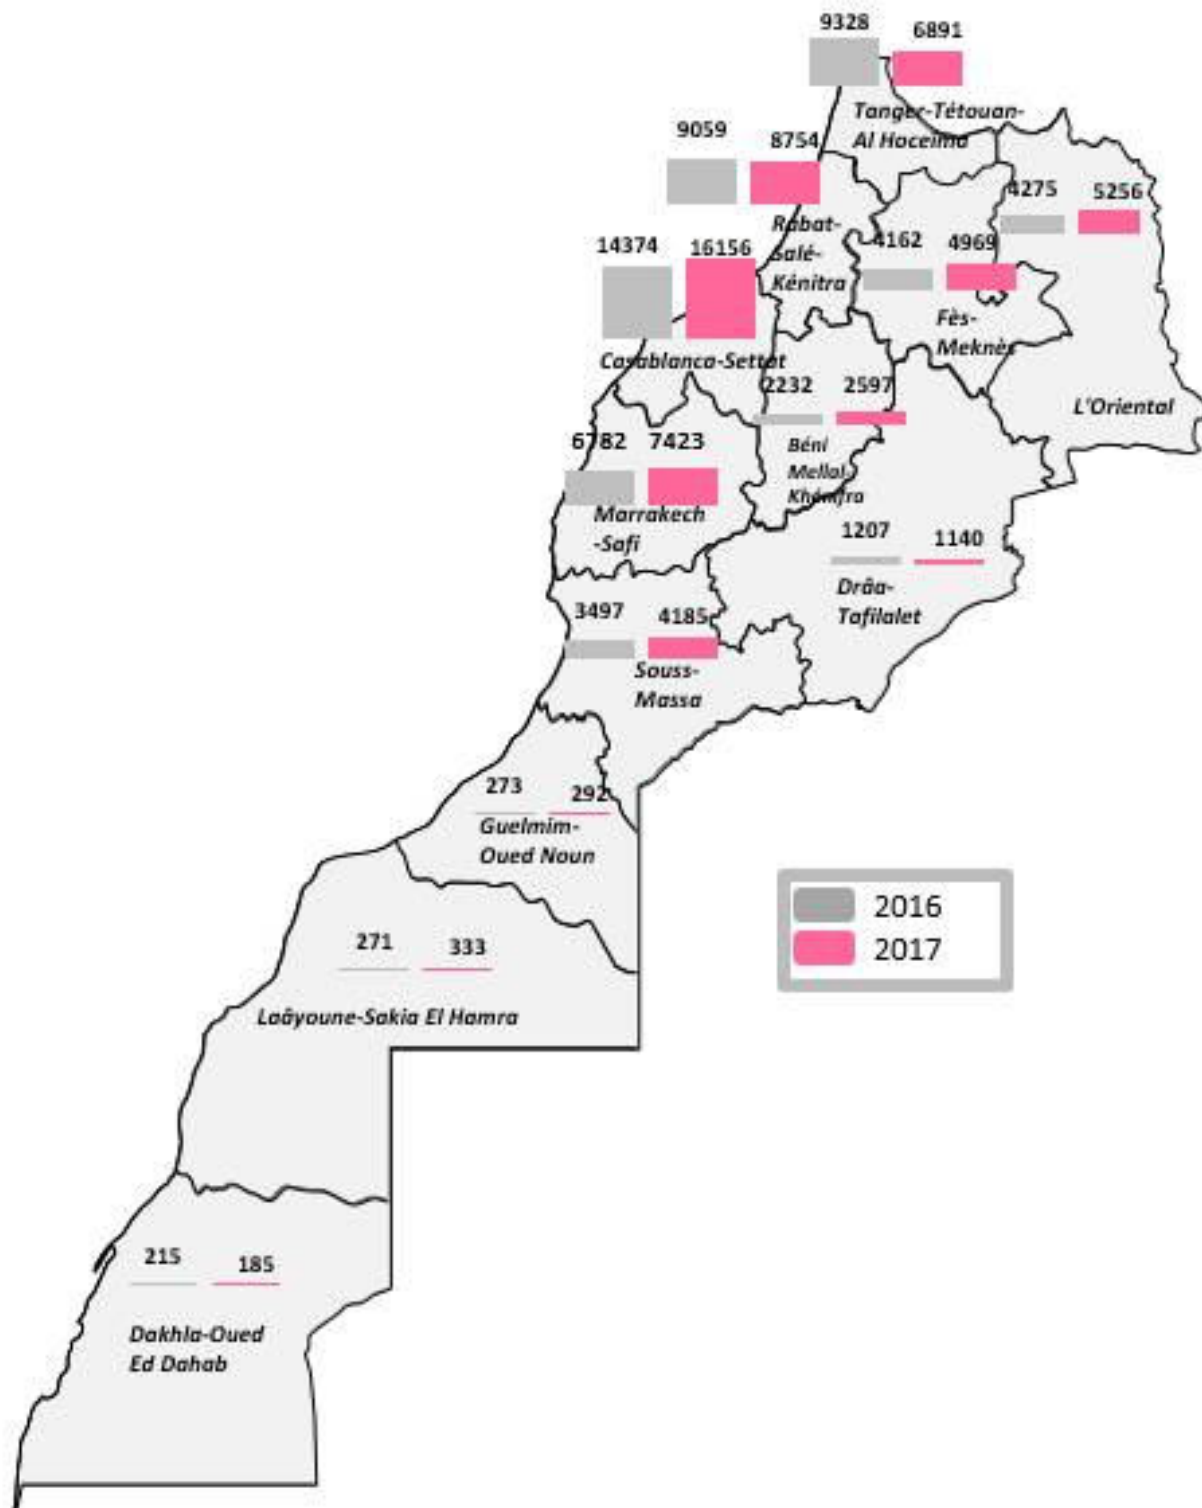 9328 6891
Tanger-Tétouan-
Al Hoceima
9059 8754
Rabat-
Salé-
Kénitra
4275 5256
L'Oriental
4162 4969
Fès-
Meknès
14374 16156
Casablanca-Settat
2232 2597
Béni
Mellal-
Khénifra
6782 7423
Marrakech
-Safi
1207 1140
Drâa-
Tafilalet
3497 4185
Souss-
Massa
273 292
Guelmim-
Oued Noun
2016
2017
271 333
Laâyoune-Sakia El Hamra
215 185
Dakhla-Oued
Ed Dahab